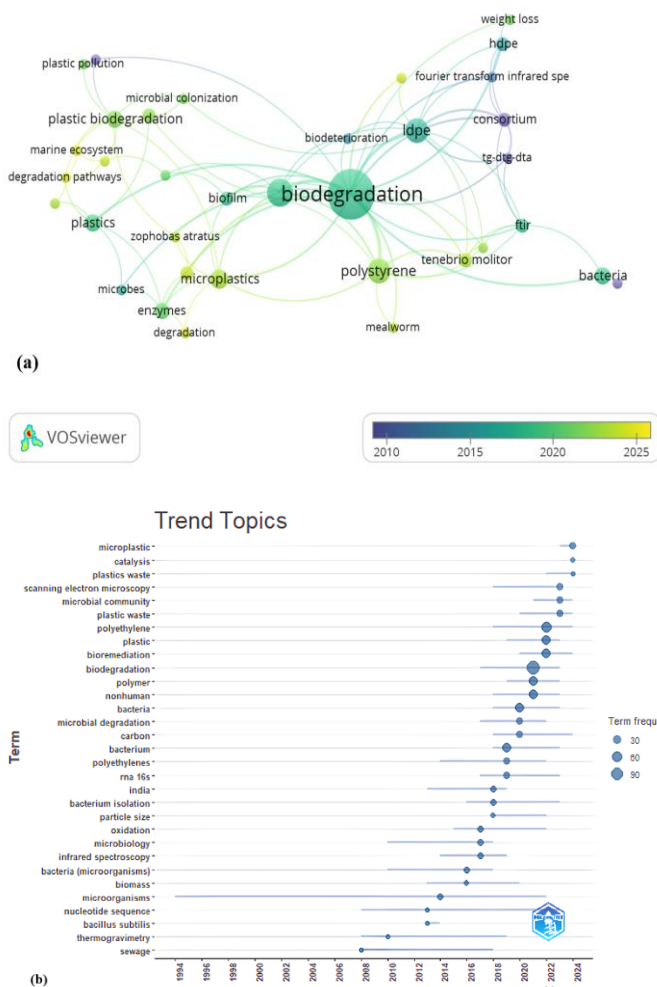 weight loss
hdpe
plastic pollution
fourier transform infrared spe
microbial colonization
plastic biodegradation
consortium
ldpe
biodeterioration
marine ecosystem
tg-dtg-dta
degradation pathways
biodegradation
biofilm
plastics
ftir
zophobas atratus
tenebrio molitor
microplastics
polystyrene
bacteria
microbes
enzymes
mealworm
degradation
(a)
VOSviewer
2010 2015 2020 2025
Trend Topics
Term
microplastic
catalysis
plastics waste
scanning electron microscopy
microbial community
plastic waste
polyethylene
plastic
bioremediation
biodegradation
polymer
nonhuman
bacteria
microbial degradation
carbon
bacterium
polyethylenes
rna 16s
india
bacterium isolation
particle size
oxidation
microbiology
infrared spectroscopy
bacteria (microorganisms)
biomass
microorganisms
nucleotide sequence
bacillus subtilis
thermogravimetry
sewage
Term frequ
30
60
90
1994 1996 1998 2000 2002 2004 2006 2008 2010 2012 2014 2016 2018 2020 2022 2024
(b)